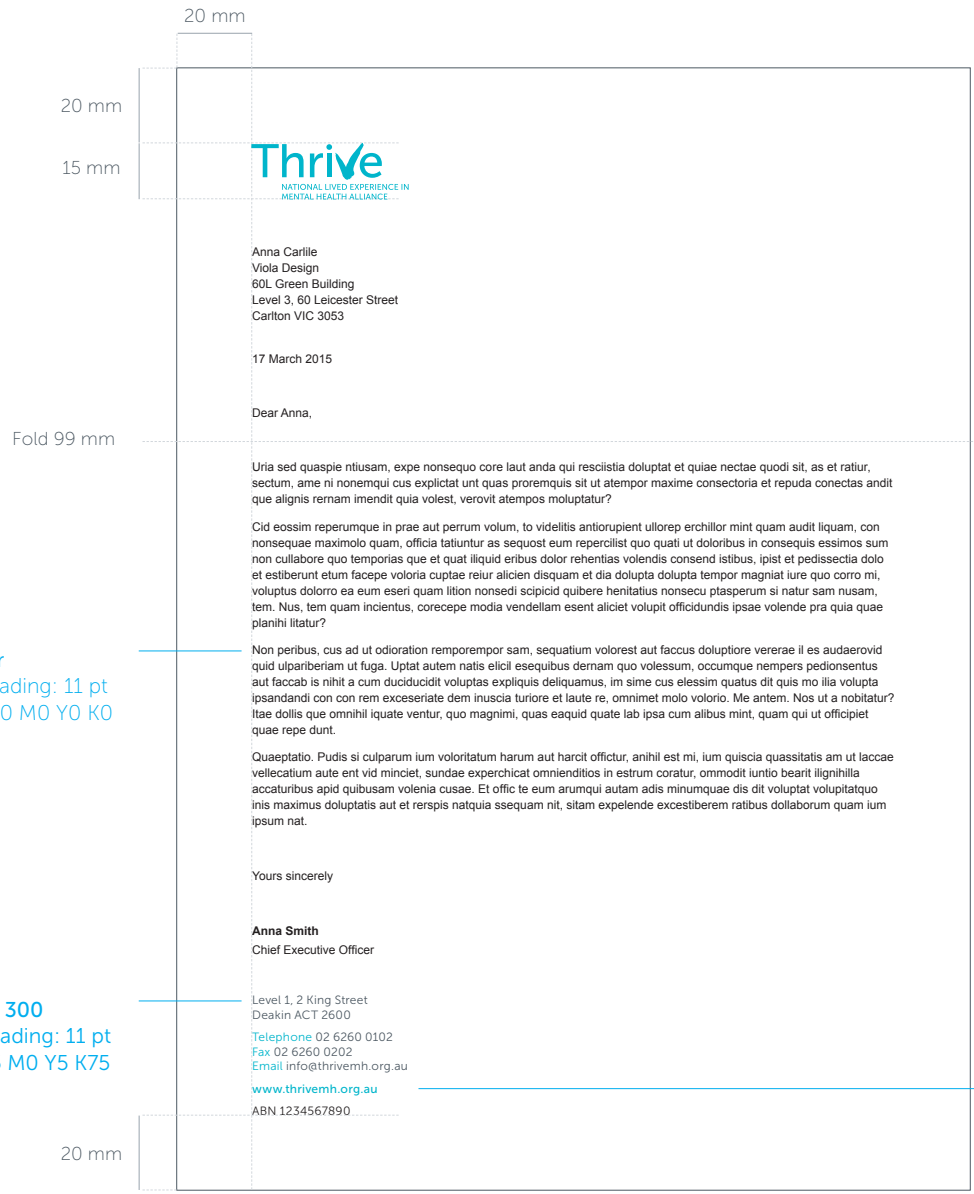 20 mm
20 mm
15 mm
Thrive
NATIONAL LIVED EXPERIENCE IN
MENTAL HEALTH ALLIANCE
Anna Carlile
Viola Design
60L Green Building
Level 3, 60 Leicester Street
Carlton VIC 3053
17 March 2015
Dear Anna,
Fold 99 mm
Uria sed quaspie ntiusam, expe nonsequo core laut anda qui resciistia doluptat et quiae nectae quodi sit, as et ratiur,
sectum, ame ni nonemqui cus explictat unt quas proremquis sit ut atempor maxime consectoria et repuda conectas andit
que alignis rernam imendit quia volest, verovit atempos moluptatur?
Cid eossim reperumque in prae aut perrum volum, to videlitis antiorupient ullorep erchillor mint quam audit liquam, con
nonsequae maximolo quam, officia tatiuntur as sequost eum repercilist quo quati ut doloribus in consequis essimos sum
non cullabore quo temporias que et quat iliquid eribus dolor rehentias volendis consend istibus, ipist et pedissectia dolo
et estiberunt etum facepe voloria cuptae reiur alicien disquam et dia dolupta dolupta tempor magniat iure quo corro mi,
voluptus dolorro ea eum eseri quam lition nonsedi scipicid quibere henitatius nonsecu ptasperum si natur sam nusam,
tem. Nus, tem quam incientus, corecepe modia vendellam esent aliciet volupit officidundis ipsae volende pra quia quae
planihi litatur?
Non peribus, cus ad ut odioration remporempor sam, sequatium volorest aut faccus doluptiore vererae il es audaerovid
quid ulpariberiam ut fuga. Uptat autem natis elicil esequibus dernam quo volessum, occumque nempers pedionsentus
aut faccab is nihit a cum duciducidit voluptas expliquis deliquamus, im sime cus elessim quatus dit quis mo ilia volupta
ipsandandi con con rem exceseriate dem inuscia turiore et laute re, omnimet molo volorio. Me antem. Nos ut a nobitatur?
Itae dollis que omnihil iquate ventur, quo magnimi, quas eaquid quate lab ipsa cum alibus mint, quam qui ut officipiet
quae repe dunt.
r
ading: 11 pt
0 M0 Y0 K0
Quaeptatio. Pudis si culparum ium voloritatum harum aut harcit offictur, anihil est mi, ium quiscia quassitatis am ut laccae
vellecatium aute ent vid minciet, sundae experchicat omnienditios in estrum coratur, ommodit iuntio bearit ilignihilla
accaturibus apid quibusam volenia cusae. Et offic te eum arumqui autam adis minumquae dis dit voluptat volupitatquo
inis maximus doluptatis aut et rerspis natquia ssequam nit, sitam expelende excestiberem ratibus dollaborum quam ium
ipsum nat.
Yours sincerely
Anna Smith
Chief Executive Officer
300
ading: 11 pt
M0 Y5 K75
Level 1, 2 King Street
Deakin ACT 2600
Telephone 02 6260 0102
Fax 02 6260 0202
Email info@thrivemh.org.au
www.thrivemh.org.au
ABN 1234567890
20 mm